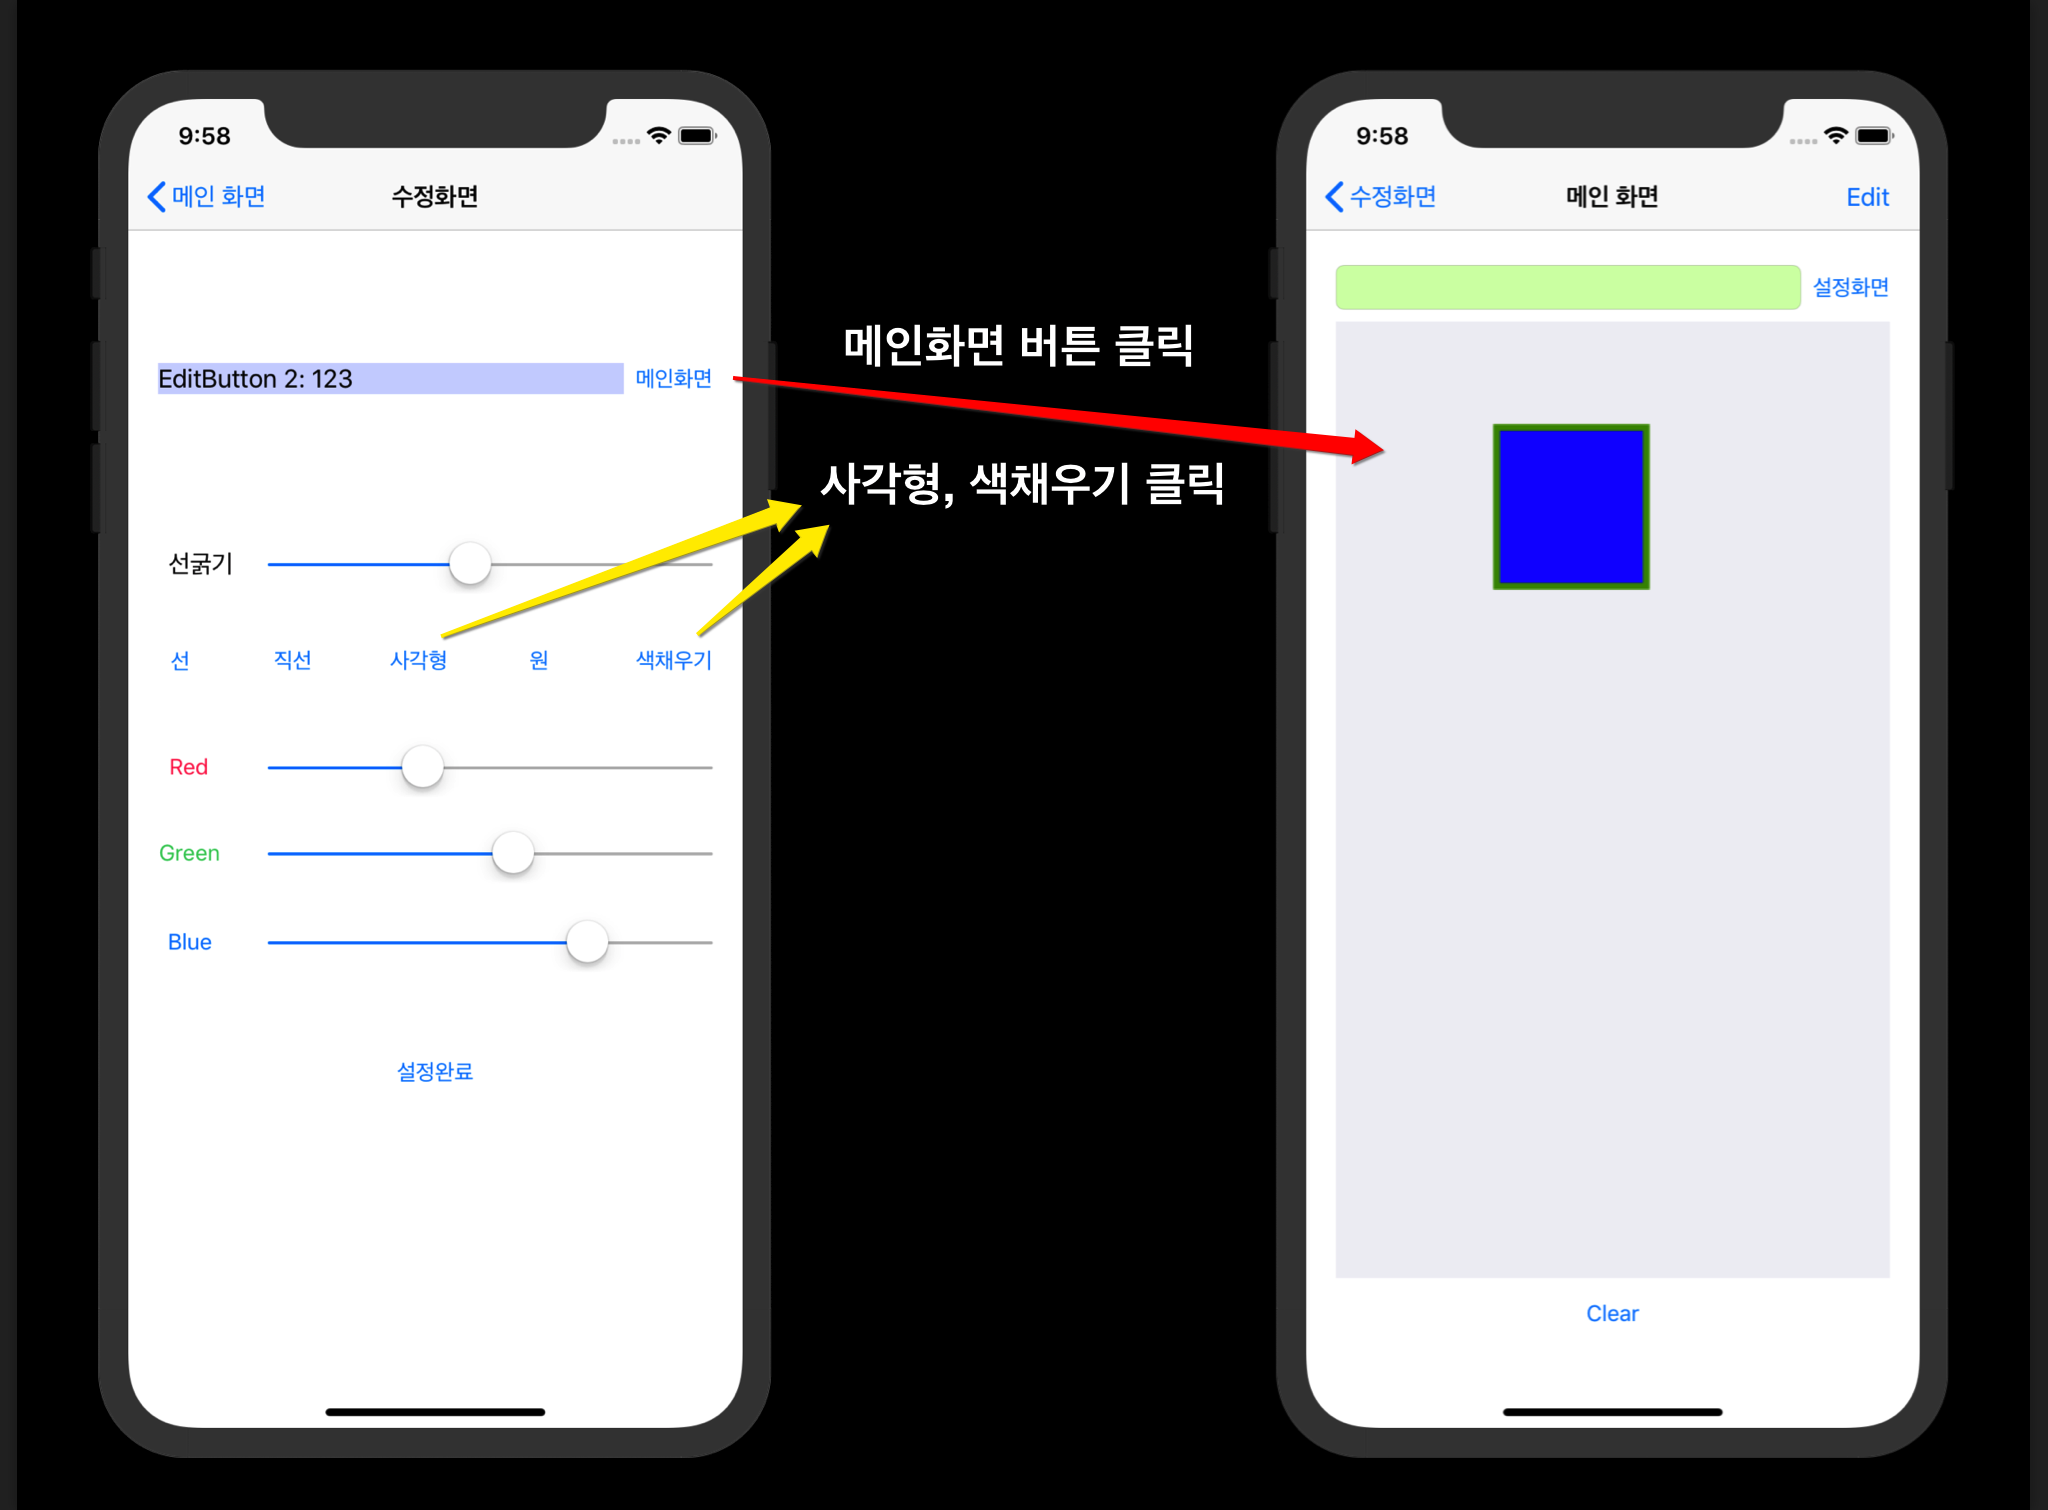 9:58
메인 화면
수정화면
EditButton 2: 123
메인화면
선굵기
선
직선
사각형
원
색채우기
Red
Green
Blue
설정완료
메인화면 버튼 클릭
사각형, 색채우기 클릭
9:58
수정화면
메인 화면
Edit
설정화면
Clear